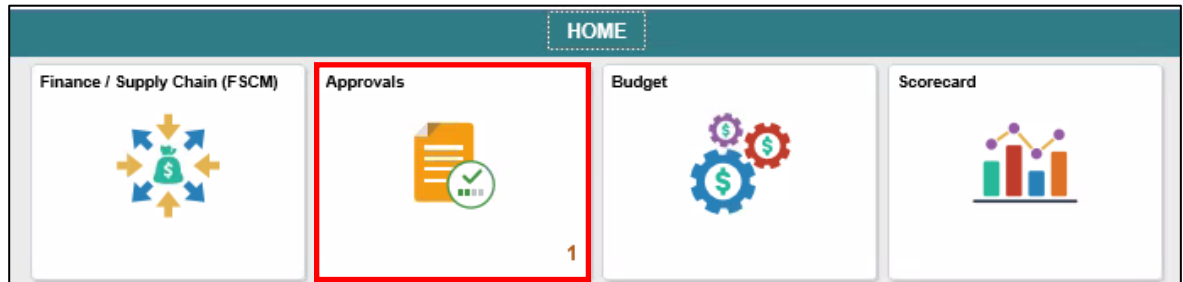 HOME
Finance / Supply Chain (FSCM)
Approvals
Budget
Scorecard
$
$
$
$
1